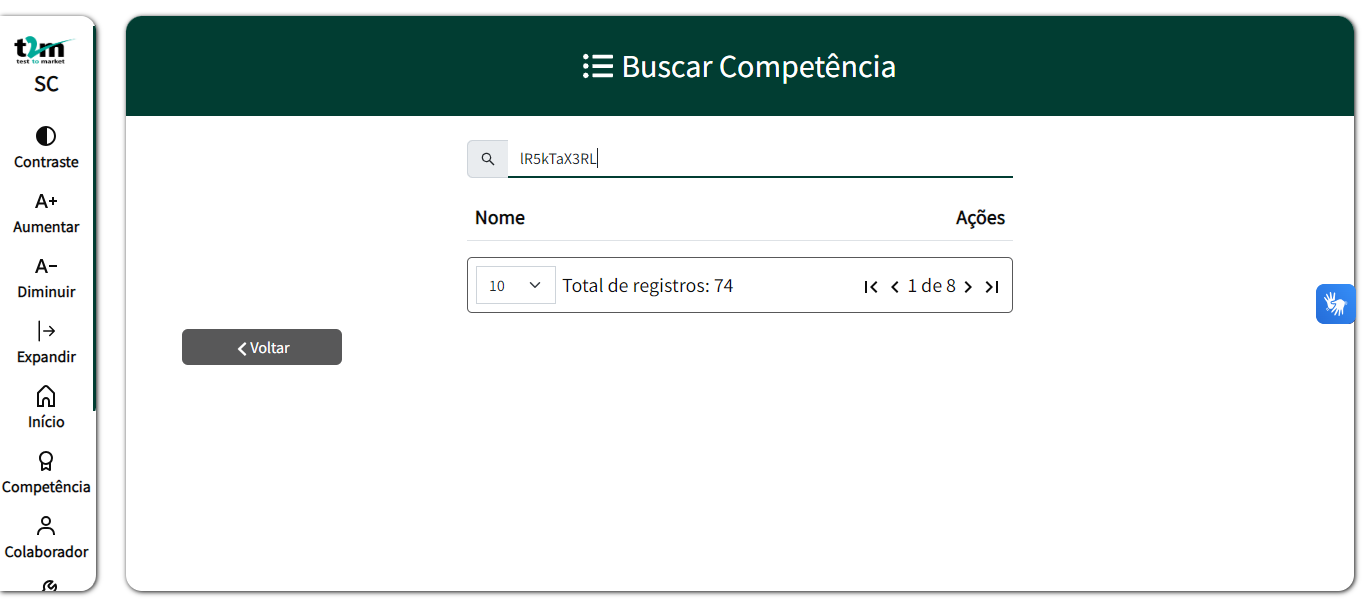 t2m
test to market
SC
Contraste
A+
Aumentar
A-
Diminuir
Expandir
Início
Competência
Colaborador
Buscar Competência
lR5kTaX3RL
Nome Ações
10 Total de registros: 74 1 de 8
Voltar